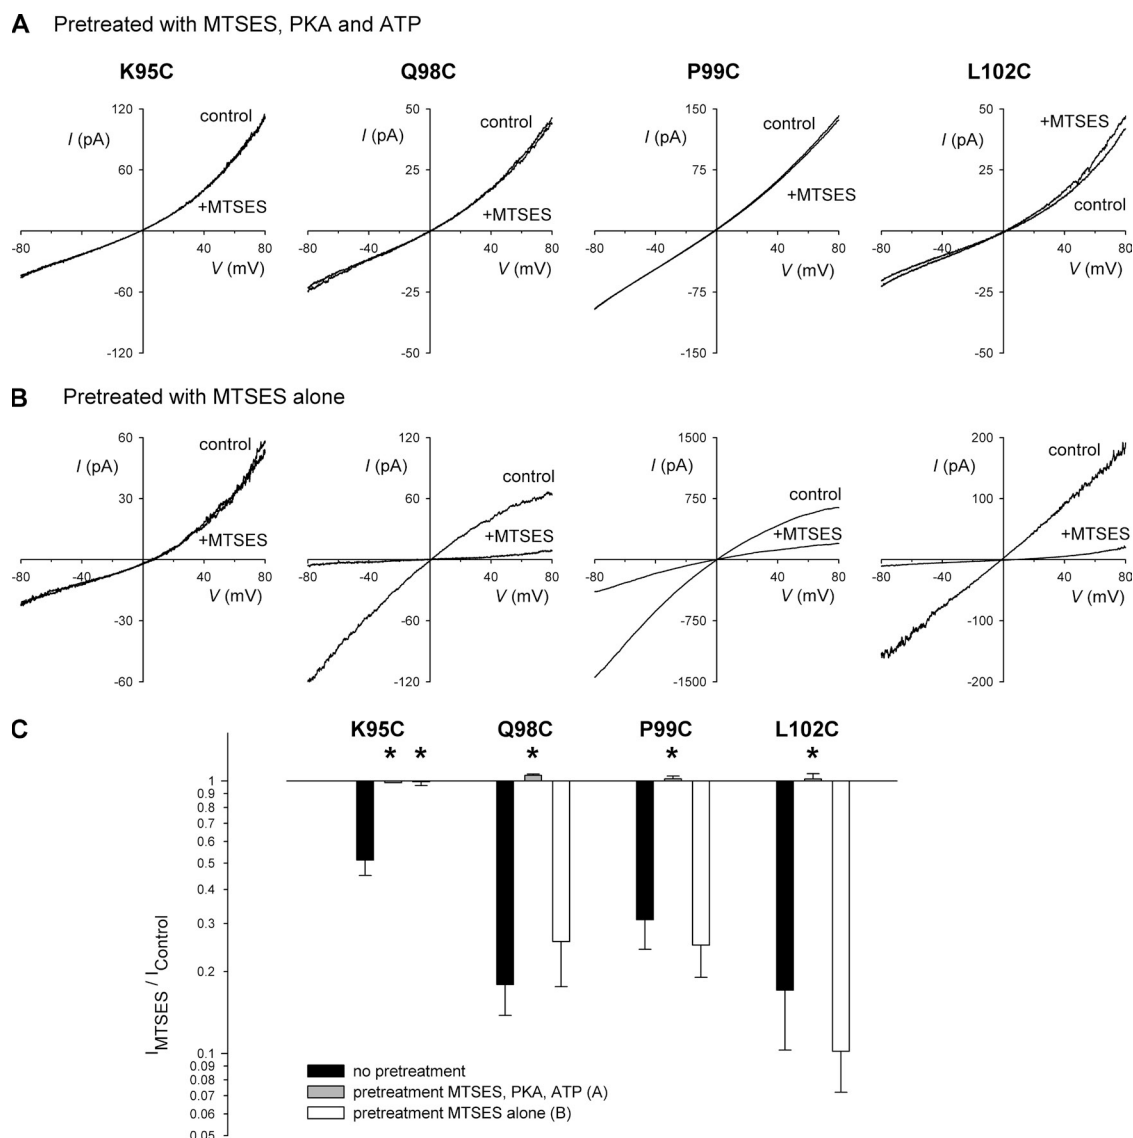 A Pretreated with MTSES, PKA and ATP
K95C Q98C P99C L102C
120 I (pA) control 60 +MTSES -80 -40 40 80 V (mV) -60 -120
50 I (pA) control 25 +MTSES -80 -40 40 80 V (mV) -25 -50
150 I (pA) control 75 +MTSES -80 -40 40 80 V (mV) -75 -150
50 I (pA) +MTSES 25 control -80 -40 40 80 V (mV) -25 -50
B Pretreated with MTSES alone
60 I (pA) control 30 +MTSES -80 -40 40 80 V (mV) -30 -60
120 I (pA) control 60 +MTSES -80 -40 40 80 V (mV) -60 -120
1500 I (pA) control 750 +MTSES -80 -40 40 80 V (mV) -750 -1500
200 I (pA) control 100 +MTSES -80 -40 40 80 V (mV) -100 -200
C K95C Q98C P99C L102C
* * * * *
1
0.9
0.8
0.7
0.6
0.5
0.4
0.3
0.2
0.1
0.09
0.08
0.07
0.06
0.05
IMTSES / IControl
no pretreatment
pretreatment MTSES, PKA, ATP (A)
pretreatment MTSES alone (B)